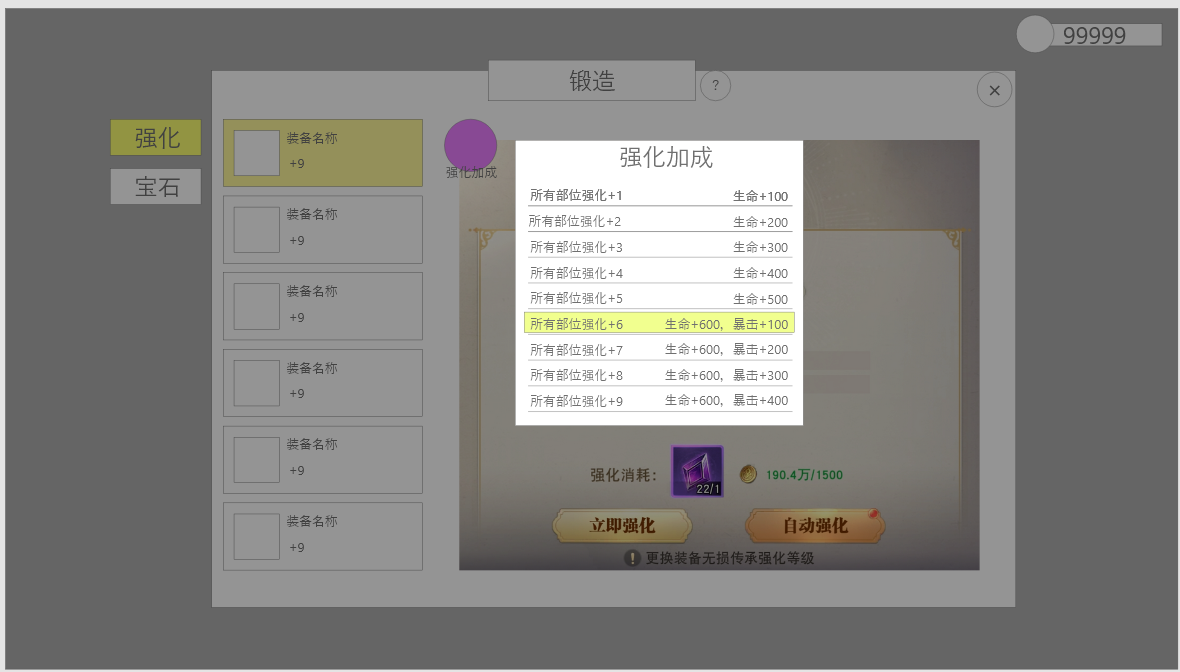 99999
锻造
?
×
强化
宝石
装备名称
+9
装备名称
+9
装备名称
+9
装备名称
+9
装备名称
+9
装备名称
+9
强化加成
强化加成
所有部位强化+1 生命+100
所有部位强化+2 生命+200
所有部位强化+3 生命+300
所有部位强化+4 生命+400
所有部位强化+5 生命+500
所有部位强化+6 生命+600, 暴击+100
所有部位强化+7 生命+600, 暴击+200
所有部位强化+8 生命+600, 暴击+300
所有部位强化+9 生命+600, 暴击+400
强化消耗: 22/1 190.4万/1500
立即强化 自动强化
! 更换装备无损传承强化等级